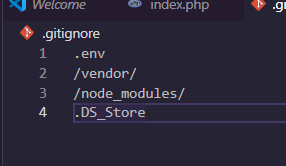 Welcome index.php .g
.gitignore
1 .env
2 /vendor/
3 /node_modules/
4 .DS_Store